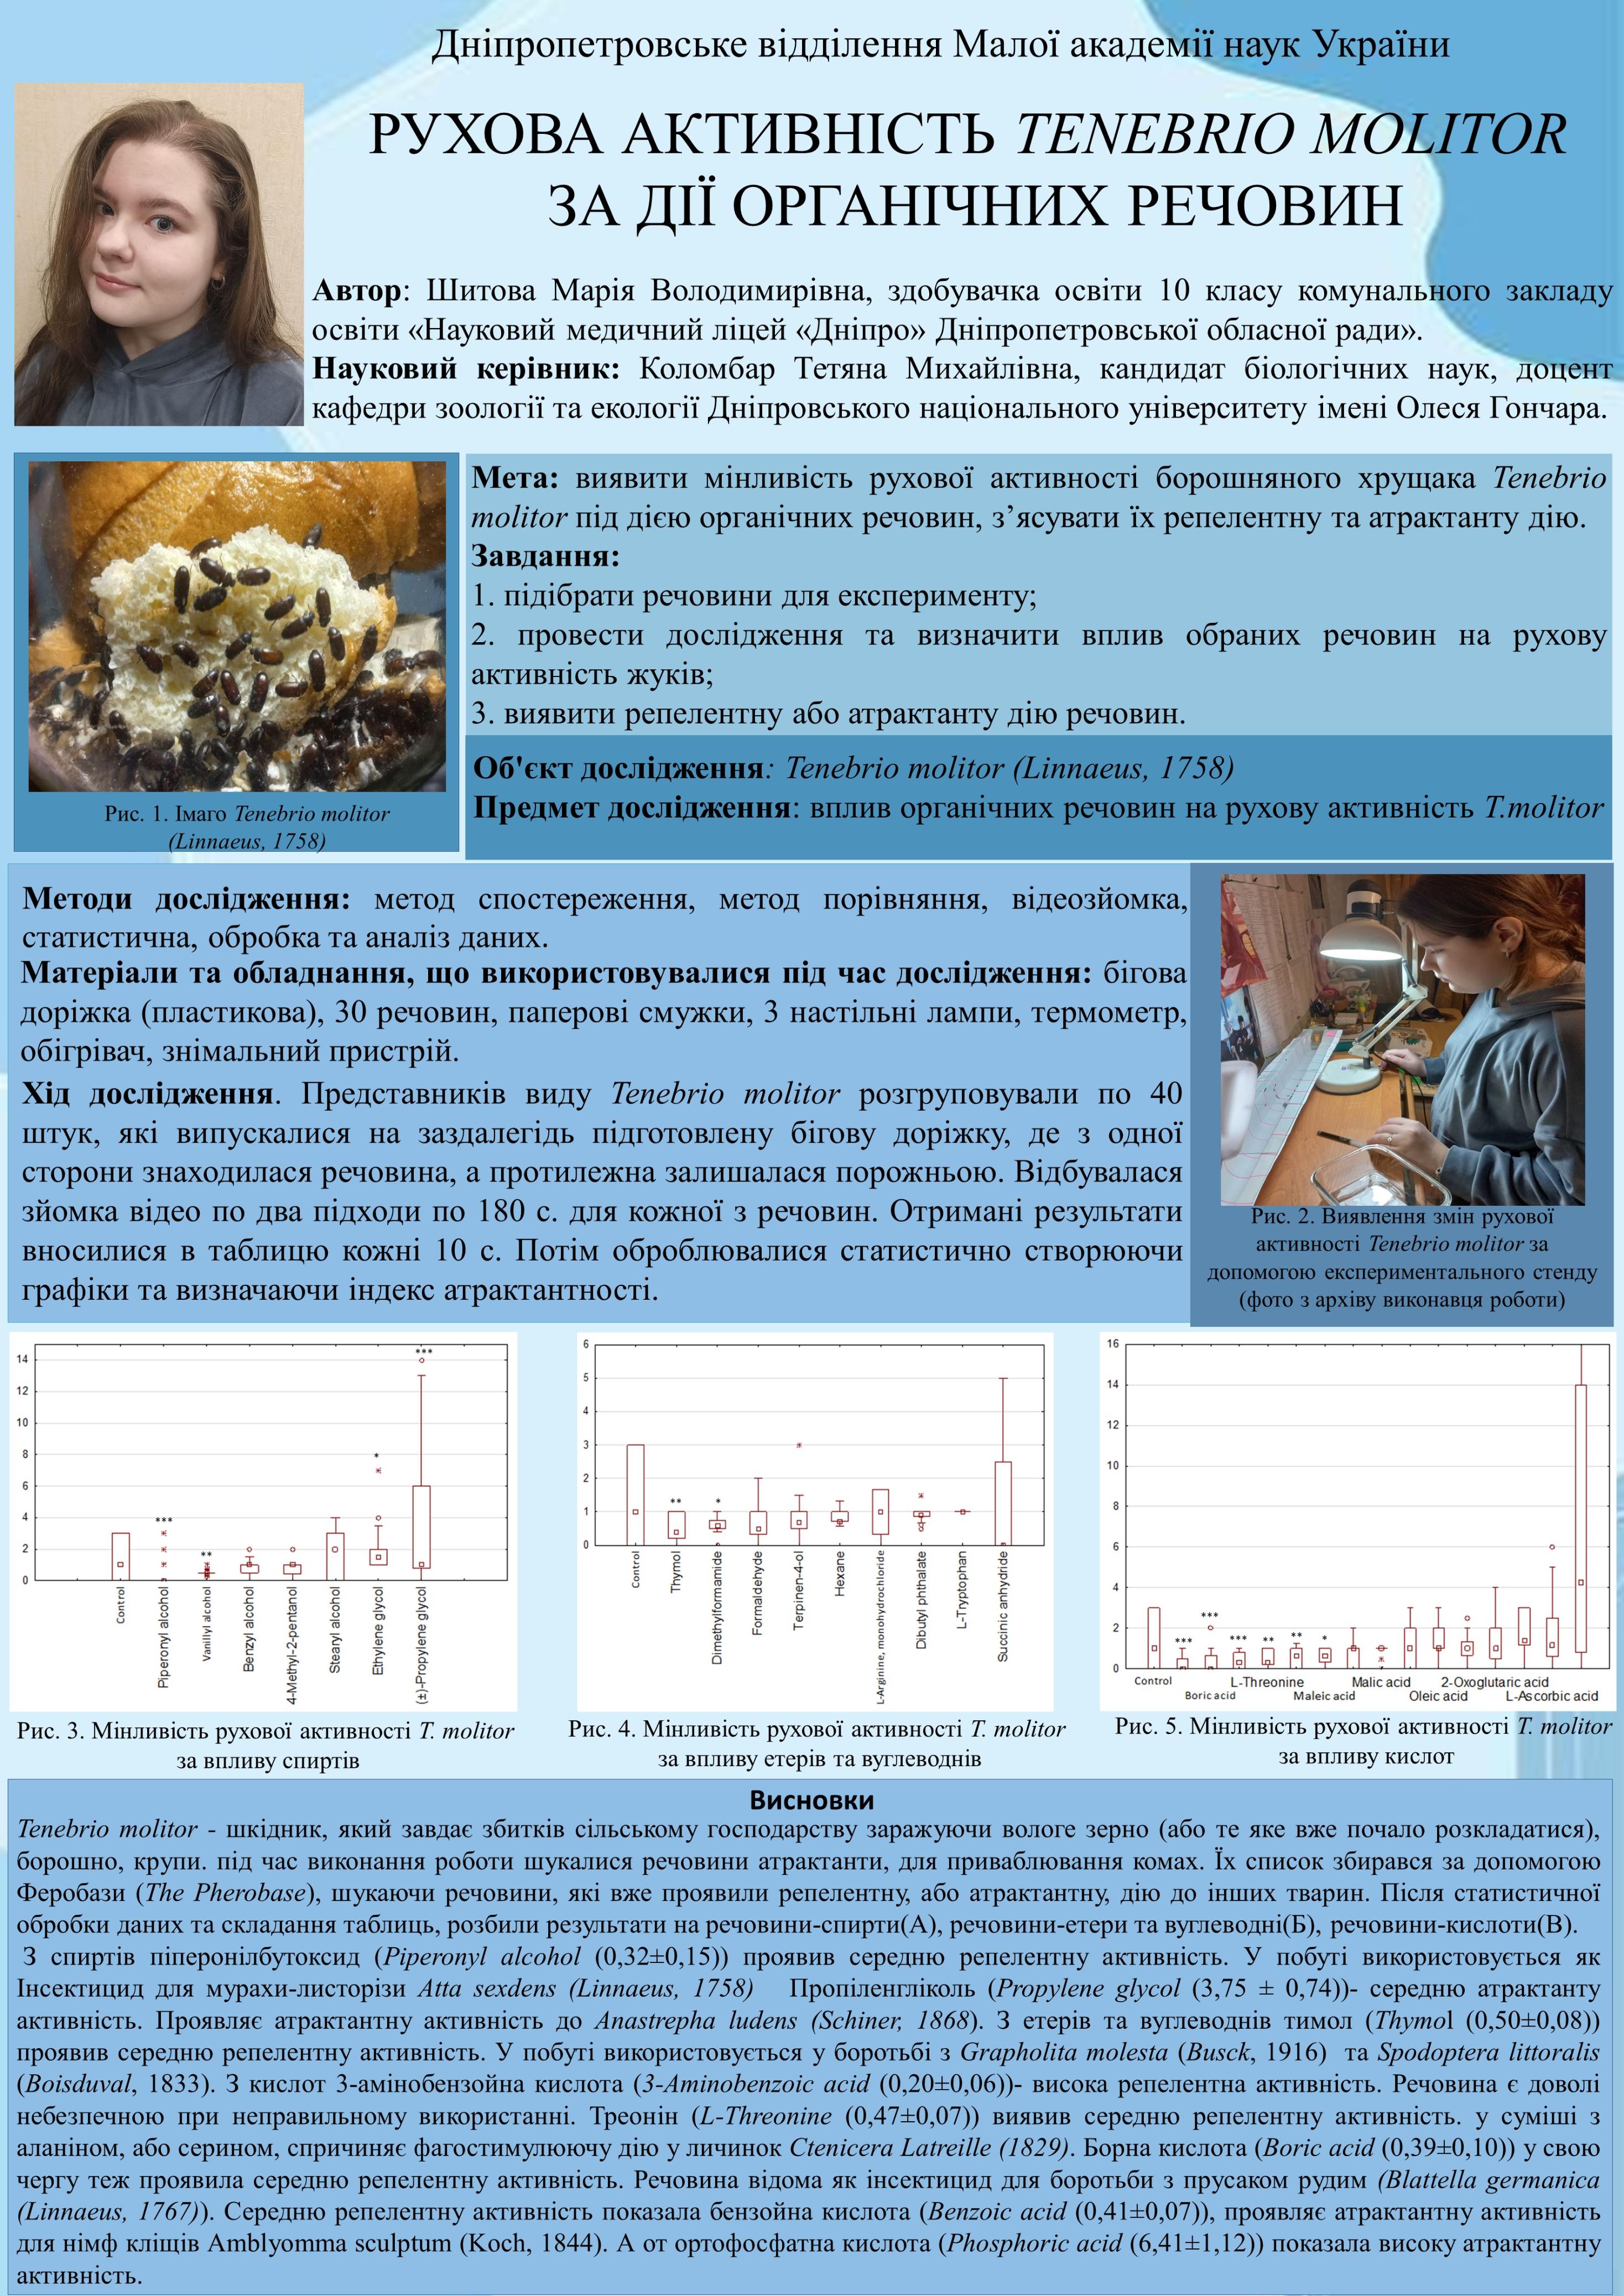 Дніпропетровське відділення Малої академії наук України
РУХОВА АКТИВНІСТЬ TENEBRIO MOLITOR
ЗА ДІЇ ОРГАНІЧНИХ РЕЧОВИН
Автор: Шитова Марія Володимирівна, здобувачка освіти 10 класу комунального закладу
освіти «Науковий медичний ліцей «Дніпро» Дніпропетровської обласної ради».
Науковий керівник: Коломбар Тетяна Михайлівна, кандидат біологічних наук, доцент
кафедри зоології та екології Дніпровського національного університету імені Олеся Гончара.
Рис. 1. Імаго Tenebrio molitor
(Linnaeus, 1758)
Мета: виявити мінливість рухової активності борошняного хрущака Tenebrio
molitor під дією органічних речовин, з’ясувати їх репелентну та атрактанту дію.
Завдання:
1. підібрати речовини для експерименту;
2. провести дослідження та визначити вплив обраних речовин на рухову
активність жуків;
3. виявити репелентну або атрактанту дію речовин.
Об'єкт дослідження: Tenebrio molitor (Linnaeus, 1758)
Предмет дослідження: вплив органічних речовин на рухову активність T.molitor
Методи дослідження: метод спостереження, метод порівняння, відеозйомка,
статистична, обробка та аналіз даних.
Матеріали та обладнання, що використовувалися під час дослідження: бігова
доріжка (пластикова), 30 речовин, паперові смужки, 3 настільні лампи, термометр,
обігрівач, знімальний пристрій.
Хід дослідження. Представників виду Tenebrio molitor розгруповували по 40
штук, які випускалися на заздалегідь підготовлену бігову доріжку, де з одної
сторони знаходилася речовина, а протилежна залишалася порожньою. Відбувалася
зйомка відео по два підходи по 180 с. для кожної з речовин. Отримані результати
вносилися в таблицю кожні 10 с. Потім оброблювалися статистично створюючи
графіки та визначаючи індекс атрактантності.
Рис. 2. Виявлення змін рухової
активності Tenebrio molitor за
допомогою експериментального стенду
(фото з архіву виконавця роботи)
14
12
10
8
6
4
2
0
***
**
*
***
Control
Piperonyl alcohol
Vanillyl alcohol
Benzyl alcohol
4-Methyl-2-pentanol
Stearyl alcohol
Ethylene glycol
(±)-Propylene glycol
Рис. 3. Мінливість рухової активності T. molitor
за впливу спиртів
6
5
4
3
2
1
0
**
*
Control
Thymol
Dimethylformamide
Formaldehyde
Terpinen-4-ol
Hexane
L-Arginine, monohydrochloride
Dibutyl phthalate
L-Tryptophan
Succinic anhydride
Рис. 4. Мінливість рухової активності T. molitor
за впливу етерів та вуглеводнів
16
14
12
10
8
6
4
2
0
***
***
***
**
**
*
Control
L-Threonine
Malic acid
2-Oxoglutaric acid
Boric acid
Maleic acid
Oleic acid
L-Ascorbic acid
Рис. 5. Мінливість рухової активності T. molitor
за впливу кислот
Висновки
Tenebrio molitor - шкідник, який завдає збитків сільському господарству заражуючи вологе зерно (або те яке вже почало розкладатися),
борошно, крупи. під час виконання роботи шукалися речовини атрактанти, для приваблювання комах. Їх список збирався за допомогою
Феробази (The Pherobase), шукаючи речовини, які вже проявили репелентну, або атрактантну, дію до інших тварин. Після статистичної
обробки даних та складання таблиць, розбили результати на речовини-спирти(А), речовини-етери та вуглеводні(Б), речовини-кислоти(В).
З спиртів піперонілбутоксид (Piperonyl alcohol (0,32±0,15)) проявив середню репелентну активність. У побуті використовується як
Інсектицид для мурахи-листорізи Atta sexdens (Linnaeus, 1758) Пропіленгліколь (Propylene glycol (3,75 ± 0,74))- середню атрактанту
активність. Проявляє атрактантну активність до Anastrepha ludens (Schiner, 1868). З етерів та вуглеводнів тимол (Thymol (0,50±0,08))
проявив середню репелентну активність. У побуті використовується у боротьбі з Grapholita molesta (Busck, 1916) та Spodoptera littoralis
(Boisduval, 1833). З кислот 3-амінобензойна кислота (3-Aminobenzoic acid (0,20±0,06))- висока репелентна активність. Речовина є доволі
небезпечною при неправильному використанні. Треонін (L-Threonine (0,47±0,07)) виявив середню репелентну активність. у суміші з
аланіном, або серином, спричиняє фагостимулюючу дію у личинок Ctenicera Latreille (1829). Борна кислота (Boric acid (0,39±0,10)) у свою
чергу теж проявила середню репелентну активність. Речовина відома як інсектицид для боротьби з прусаком рудим (Blattella germanica
(Linnaeus, 1767)). Середню репелентну активність показала бензойна кислота (Benzoic acid (0,41±0,07)), проявляє атрактантну активність
для німф кліщів Amblyomma sculptum (Koch, 1844). А от ортофосфатна кислота (Phosphoric acid (6,41±1,12)) показала високу атрактантну
активність.